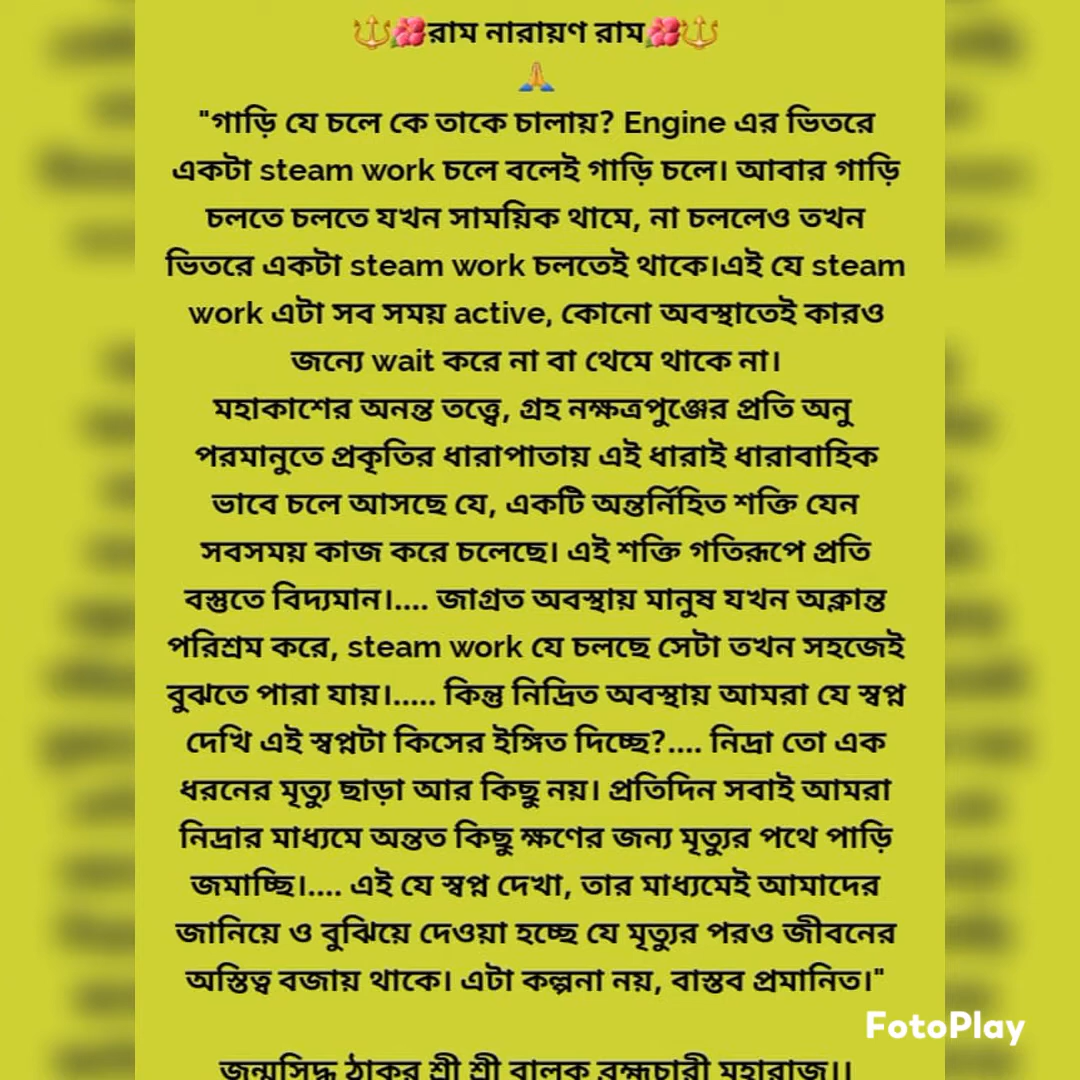 🔱🌺রাম নারায়ণ রাম🌺🔱
🙏
"গাড়ি যে চলে কে তাকে চালায়? Engine এর ভিতরে
একটা steam work চলে বলেই গাড়ি চলে। আবার গাড়ি
চলতে চলতে যখন সাময়িক থামে, না চললেও তখন
ভিতরে একটা steam work চলতেই থাকে।এই যে steam
work এটা সব সময় active, কোনো অবস্থাতেই কারও
জন্যে wait করে না বা থেমে থাকে না।
মহাকাশের অনন্ত তত্ত্বে, গ্রহ নক্ষত্রপুঞ্জের প্রতি অনু
পরমানুতে প্রকৃতির ধারাপাতায় এই ধারাই ধারাবাহিক
ভাবে চলে আসছে যে, একটি অন্তর্নিহিত শক্তি যেন
সবসময় কাজ করে চলেছে। এই শক্তি গতিরূপে প্রতি
বস্তুতে বিদ্যমান।.... জাগ্রত অবস্থায় মানুষ যখন অক্লান্ত
পরিশ্রম করে, steam work যে চলছে সেটা তখন সহজেই
বুঝতে পারা যায়।..... কিন্তু নিদ্রিত অবস্থায় আমরা যে স্বপ্ন
দেখি এই স্বপ্নটা কিসের ইঙ্গিত দিচ্ছে?.... নিদ্রা তো এক
ধরনের মৃত্যু ছাড়া আর কিছু নয়। প্রতিদিন সবাই আমরা
নিদ্রার মাধ্যমে অন্তত কিছু ক্ষণের জন্য মৃত্যুর পথে পাড়ি
জমাচ্ছি।.... এই যে স্বপ্ন দেখা, তার মাধ্যমেই আমাদের
জানিয়ে ও বুঝিয়ে দেওয়া হচ্ছে যে মৃত্যুর পরও জীবনের
অস্তিত্ব বজায় থাকে। এটা কল্পনা নয়, বাস্তব প্রমানিত।"
FotoPlay
জন্মসিদ্ধ ঠাকুর শ্রী শ্রী বালক ব্রহ্মচারী মহারাজ।।